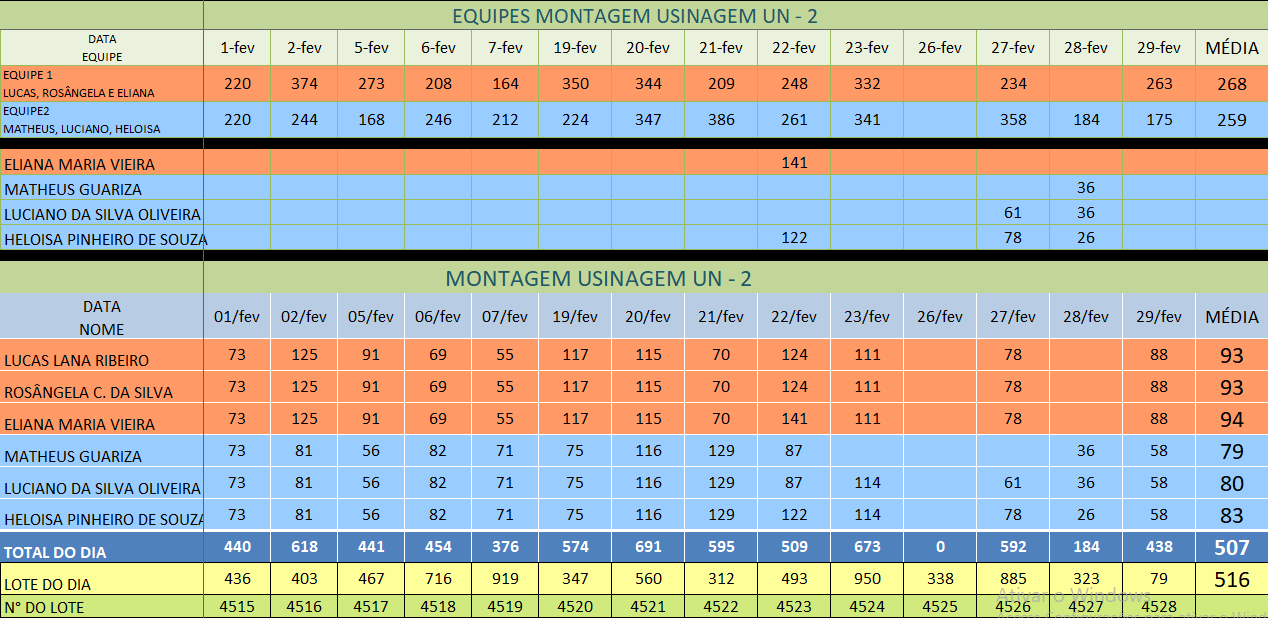 EQUIPES MONTAGEM USINAGEM UN - 2
DATA
EQUIPE
1-fev 2-fev 5-fev 6-fev 7-fev 19-fev 20-fev 21-fev 22-fev 23-fev 26-fev 27-fev 28-fev 29-fev MÉDIA
EQUIPE 1
LUCAS, ROSÂNGELA E ELIANA
220 374 273 208 164 350 344 209 248 332 234 263 268
EQUIPE2
MATHEUS, LUCIANO, HELOISA
220 244 168 246 212 224 347 386 261 341 358 184 175 259
ELIANA MARIA VIEIRA 141
MATHEUS GUARIZA 36
LUCIANO DA SILVA OLIVEIRA 61 36
HELOISA PINHEIRO DE SOUZA 122 78 26
MONTAGEM USINAGEM UN - 2
DATA
NOME
01/fev 02/fev 05/fev 06/fev 07/fev 19/fev 20/fev 21/fev 22/fev 23/fev 26/fev 27/fev 28/fev 29/fev MÉDIA
LUCAS LANA RIBEIRO 73 125 91 69 55 117 115 70 124 111 78 88 93
ROSÂNGELA C. DA SILVA 73 125 91 69 55 117 115 70 124 111 78 88 93
ELIANA MARIA VIEIRA 73 125 91 69 55 117 115 70 141 111 78 88 94
MATHEUS GUARIZA 73 81 56 82 71 75 116 129 87 36 58 79
LUCIANO DA SILVA OLIVEIRA 73 81 56 82 71 75 116 129 87 114 61 36 58 80
HELOISA PINHEIRO DE SOUZA 73 81 56 82 71 75 116 129 122 114 78 26 58 83
TOTAL DO DIA 440 618 441 454 376 574 691 595 509 673 0 592 184 438 507
LOTE DO DIA 436 403 467 716 919 347 560 312 493 950 338 885 323 79 516
N° DO LOTE 4515 4516 4517 4518 4519 4520 4521 4522 4523 4524 4525 4526 4527 4528
Ativar o Windows